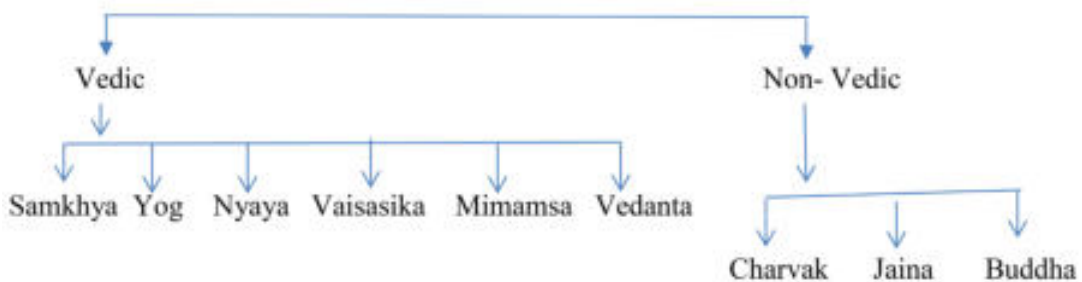 Vedic Non- Vedic
Samkhya Yog Nyaya Vaisasika Mimamsa Vedanta
Charvak Jaina Buddha